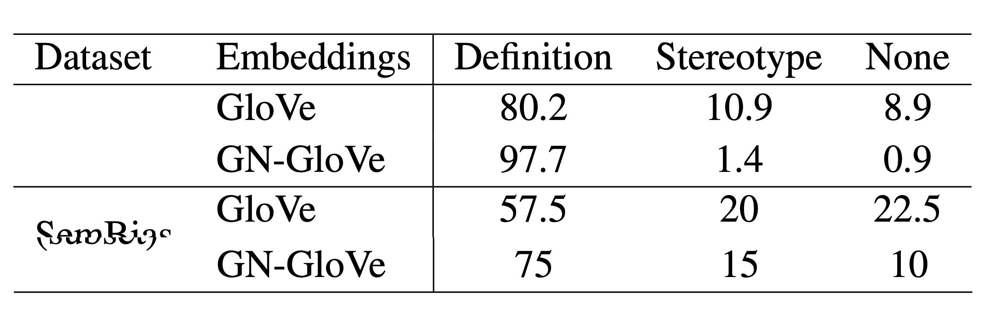 Dataset Embeddings Definition Stereotype None
GloVe 80.2 10.9 8.9
GN-GloVe 97.7 1.4 0.9
GloVe 57.5 20 22.5
GN-GloVe 75 15 10